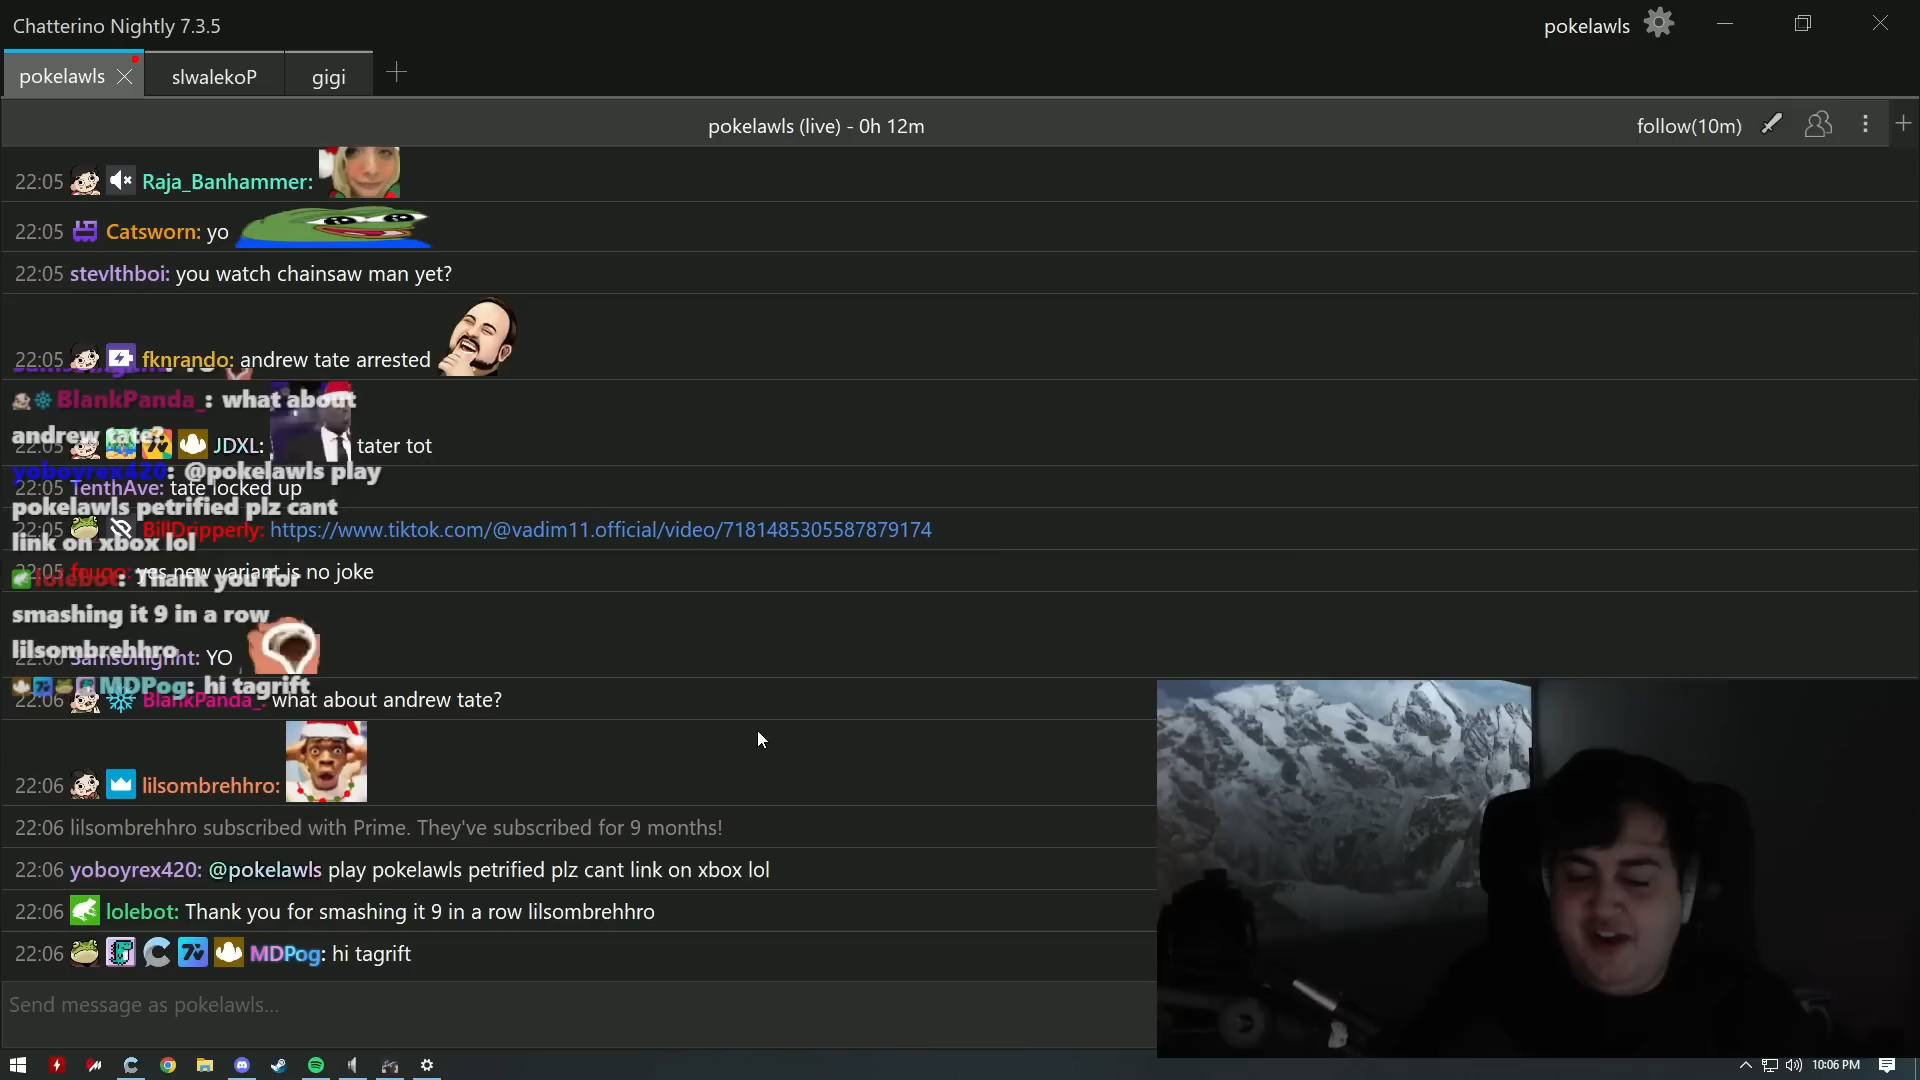 Chatterino Nightly 7.3.5
pokelawls
pokelawls
slwalekoP
gigi
pokelawls (live) - 0h 12m
follow(10m)
22:05 Raja_Banhammer:
22:05 Catsworn: yo
22:05 stevlthboi: you watch chainsaw man yet?
22:05 fknrando: andrew tate arrested
BlankPanda_: what about
andrew tate?
22:05 JDXL: tater tot
yoboyrex420: @pokelawls play
22:05 TenthAve: tate locked up
pokelawls petrified plz cant
22:05 BillDripperly: https://www.tiktok.com/@vadim11.official/video/7181485305587879174
link on xbox lol
22:05 yes new variant is no joke
lolebot: Thank you for
smashing it 9 in a row
lilsombrehhro
22:06 YO
MDPog: hi tagrift
22:06 BlankPanda_: what about andrew tate?
22:06 lilsombrehhro:
22:06 lilsombrehhro subscribed with Prime. They've subscribed for 9 months!
22:06 yoboyrex420: @pokelawls play pokelawls petrified plz cant link on xbox lol
22:06 lolebot: Thank you for smashing it 9 in a row lilsombrehhro
22:06 MDPog: hi tagrift
Send message as pokelawls...
10:06 PM